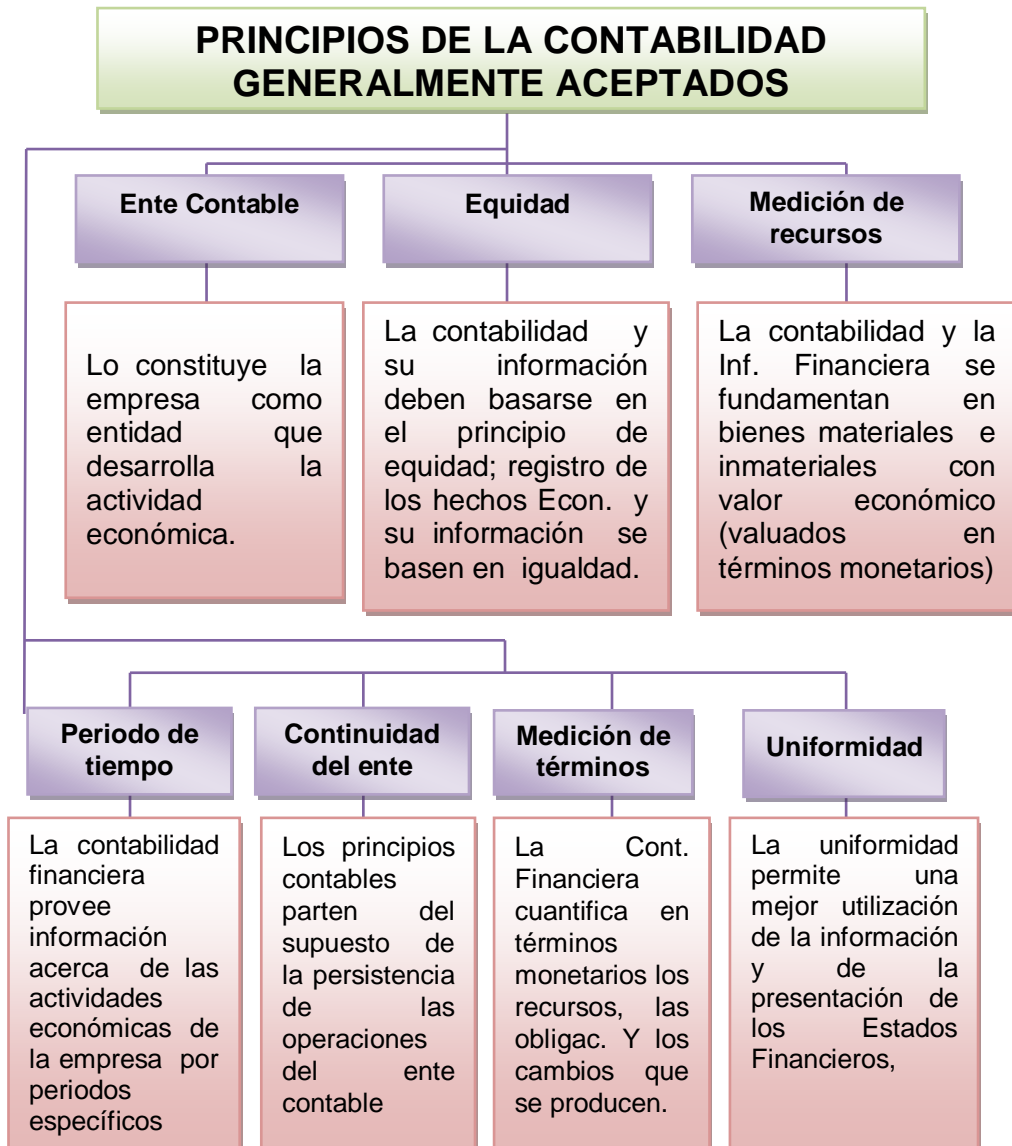 PRINCIPIOS DE LA CONTABILIDAD
GENERALMENTE ACEPTADOS
Ente Contable
Equidad
Medición de
recursos
Lo constituye la
empresa como
entidad que
desarrolla la
actividad
económica.
La contabilidad y
su información
deben basarse en
el principio de
equidad; registro de
los hechos Econ. y
su información se
basen en igualdad.
La contabilidad y la
Inf. Financiera se
fundamentan en
bienes materiales e
inmateriales con
valor económico
(valuados en
términos monetarios)
Periodo de
tiempo
Continuidad
del ente
Medición de
términos
Uniformidad
La contabilidad
financiera
provee
información
acerca de las
actividades
económicas de
la empresa por
periodos
específicos
Los principios
contables
parten del
supuesto de
la persistencia
de las
operaciones
del ente
contable
La Cont.
Financiera
cuantifica en
términos
monetarios los
recursos, las
obligac. Y los
cambios que
se producen.
La uniformidad
permite una
mejor utilización
de la información
y de la
presentación de
los Estados
Financieros,